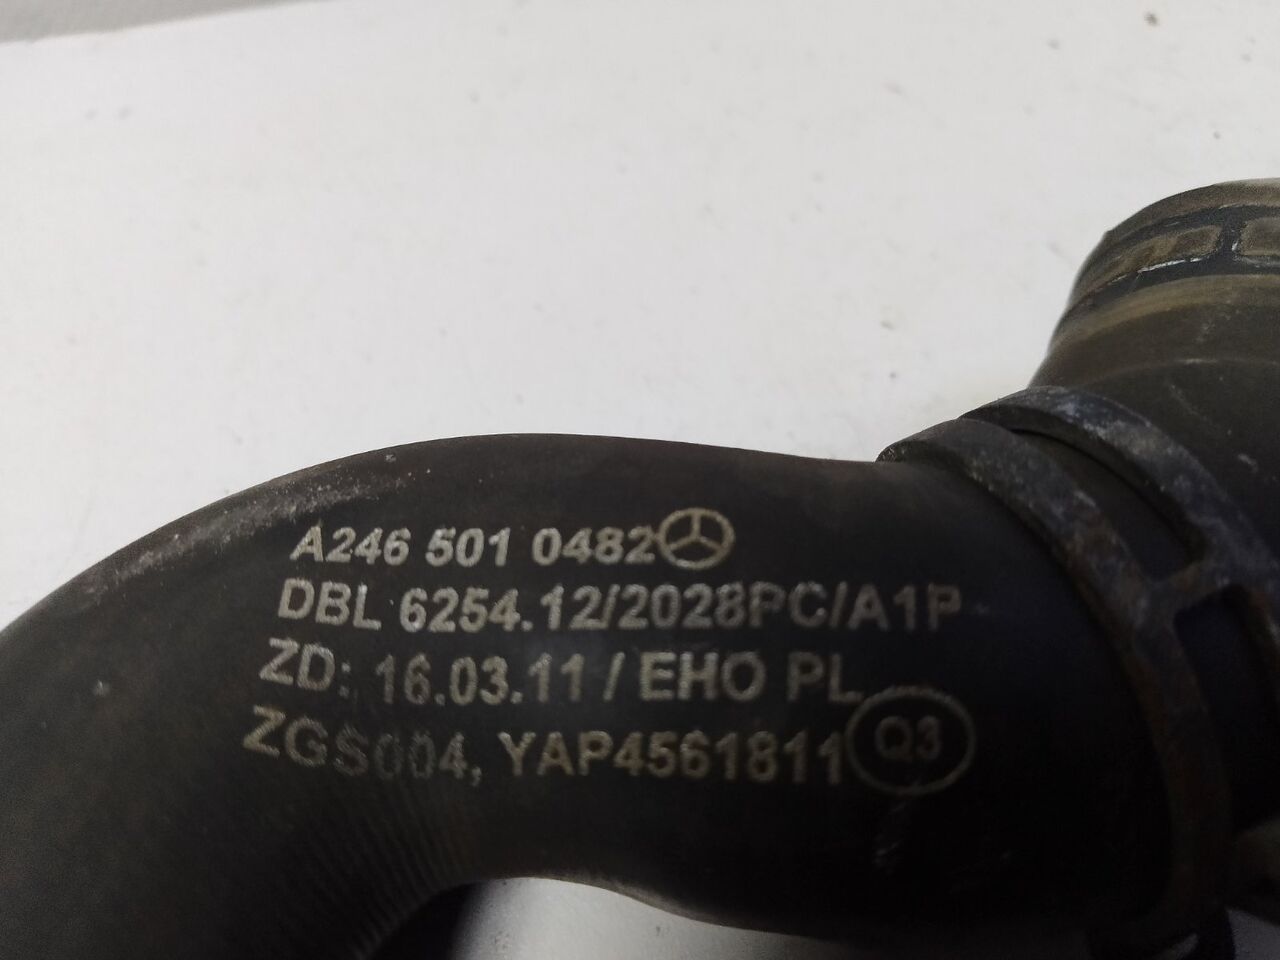 A246 501 0482
DBL 6254.12/2028PC/A1P
ZD: 16.03.11 / EHO PL
ZGS004, YAP4561811 Q3